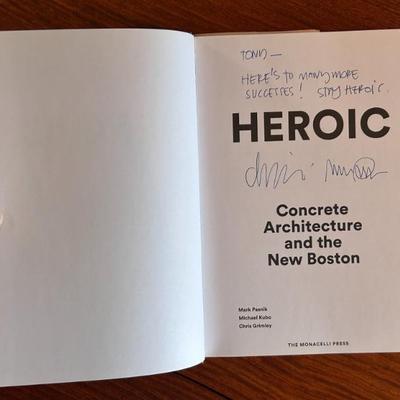 TONY —
HERE'S TO MANY MORE
SUCCESSES! STAY HEROIC.
HEROIC
Concrete
Architecture
and the
New Boston
Mark Pasnik
Michael Kubo
Chris Grimley
THE MONACELLI PRESS